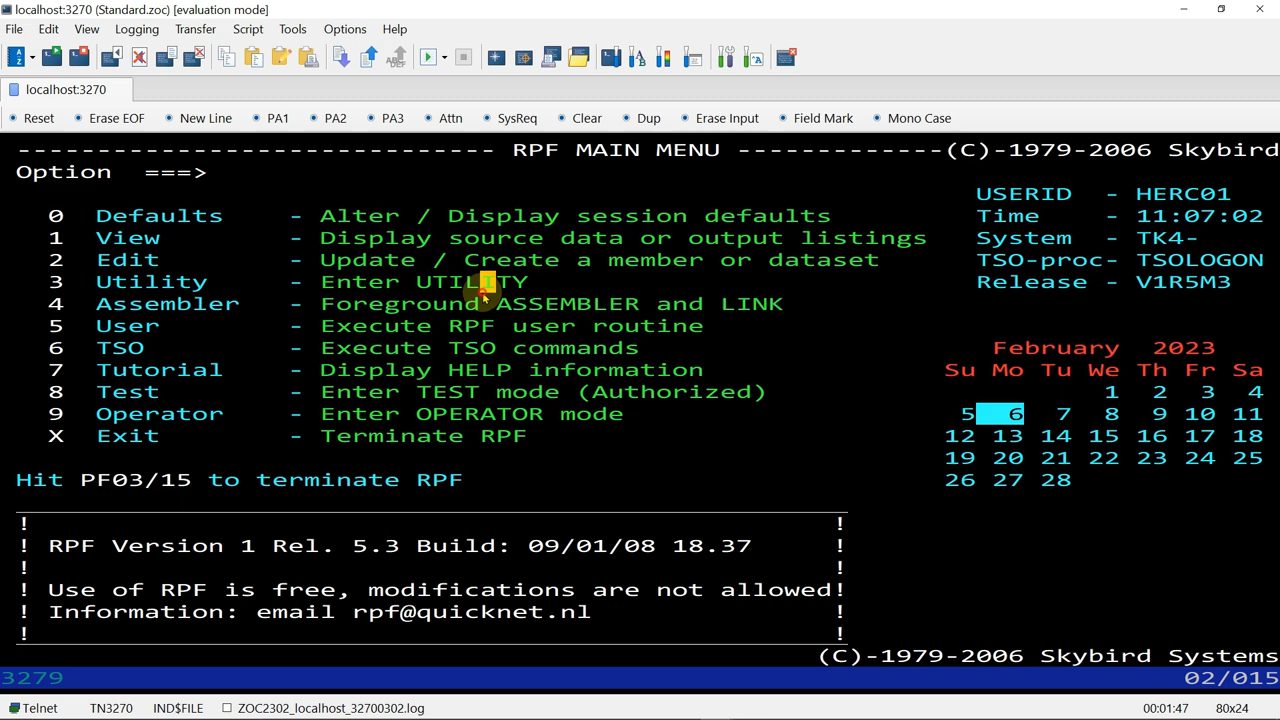 localhost:3270 (Standard.zoc) [evaluation mode]
File Edit View Logging Transfer Script Tools Options Help
localhost:3270
Reset Erase EOF New Line PA1 PA2 PA3 Attn SysReq Clear Dup Erase Input Field Mark Mono Case
------------------------------ RPF MAIN MENU -------------(C)-1979-2006 Skybird
Option ===>
USERID - HERC01
0 Defaults - Alter / Display session defaults Time - 11:07:02
1 View - Display source data or output listings System - TK4-
2 Edit - Update / Create a member or dataset TSO-proc- TSOLOGON
3 Utility - Enter UTILITY Release - V1R5M3
4 Assembler - Foreground ASSEMBLER and LINK
5 User - Execute RPF user routine
6 TSO - Execute TSO commands February 2023
7 Tutorial - Display HELP information Su Mo Tu We Th Fr Sa
8 Test - Enter TEST mode (Authorized) 1 2 3 4
9 Operator - Enter OPERATOR mode 5 6 7 8 9 10 11
X Exit - Terminate RPF 12 13 14 15 16 17 18
19 20 21 22 23 24 25
Hit PF03/15 to terminate RPF 26 27 28
! !
! RPF Version 1 Rel. 5.3 Build: 09/01/08 18.37 !
! !
! Use of RPF is free, modifications are not allowed!
! Information: email rpf@quicknet.nl !
! !
(C)-1979-2006 Skybird Systems
3279 02/015
Telnet TN3270 IND$FILE ZOC2302_localhost_32700302.log 00:01:47 80x24